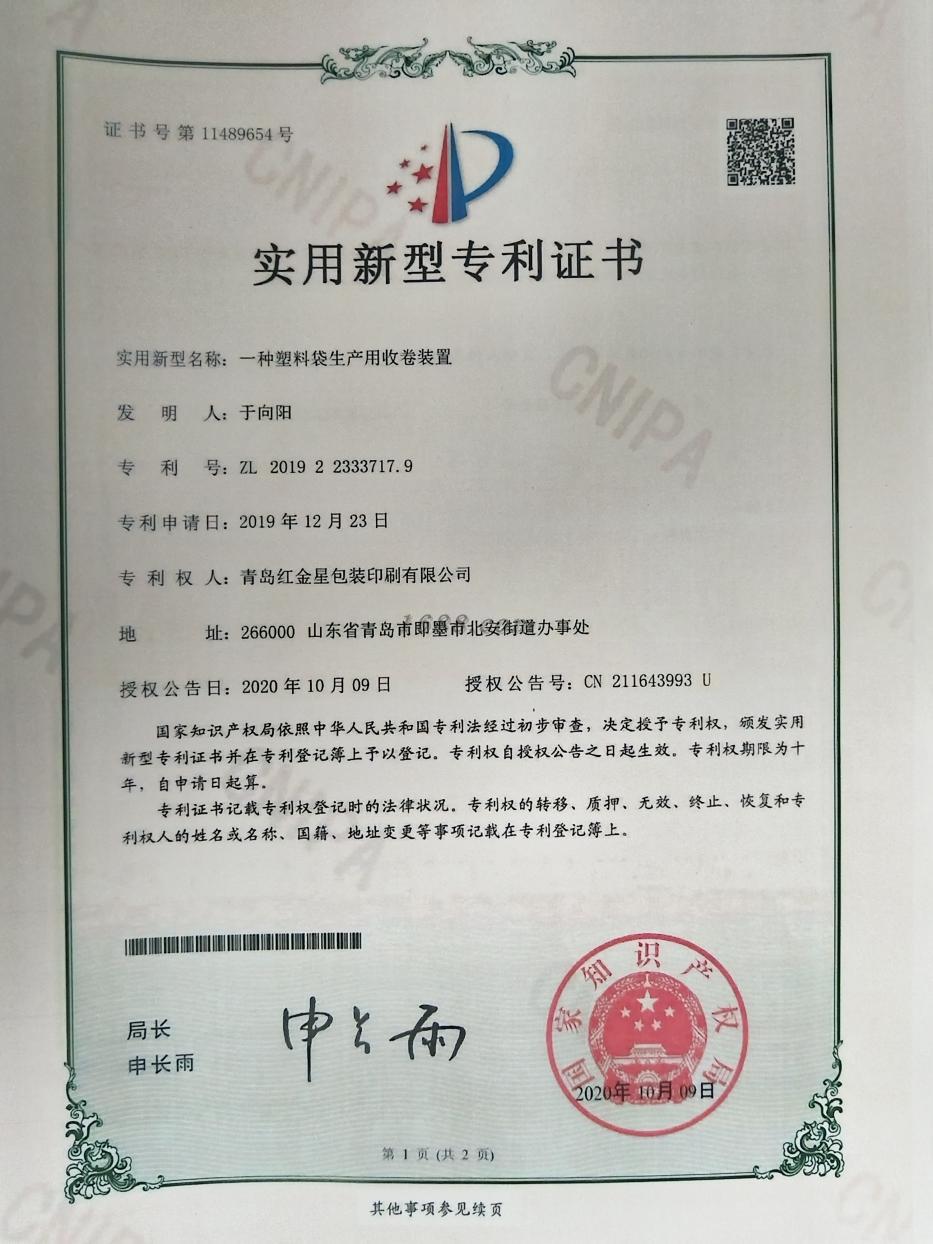 证书号第11489654号
实用新型专利证书
实用新型名称：一种塑料袋生产用收卷装置
发明人：于向阳
专利号：ZL 2019 2 2333717.9
专利申请日：2019年12月23日
专利权人：青岛红金星包装印刷有限公司
地址：266000 山东省青岛市即墨市北安街道办事处
授权公告日：2020年10月09日 授权公告号：CN 211643993 U
国家知识产权局依照中华人民共和国专利法经过初步审查，决定授予专利权，颁发实用
新型专利证书并在专利登记簿上予以登记。专利权自授权公告之日起生效。专利权期限为十
年，自申请日起算。
专利证书记载专利权登记时的法律状况。专利权的转移、质押、无效、终止、恢复和专
利权人的姓名或名称、国籍、地址变更等事项记载在专利登记簿上。
局长
申长雨
申长雨
国家知识产权局
2020年10月09日
第 1 页 (共 2 页)
其他事项参见续页
CNIPA
CNIPA
CNIPA
CNIPA